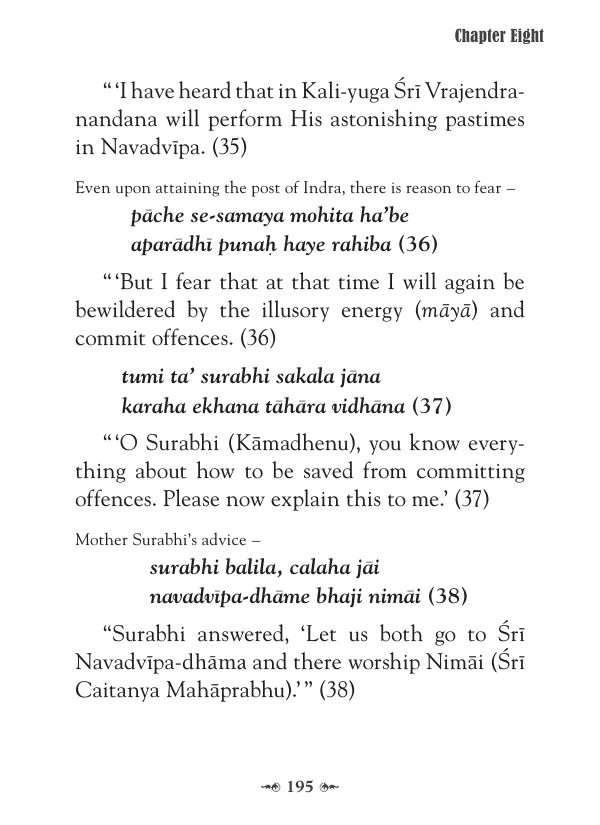 Chapter Eight
“ ‘I have heard that in Kali-yuga Śrī Vrajendra-
nandana will perform His astonishing pastimes
in Navadvīpa. (35)
Even upon attaining the post of Indra, there is reason to fear –
pāche se-samaya mohita ha’be
aparādhī punaḥ haye rahiba (36)
“ ‘But I fear that at that time I will again be
bewildered by the illusory energy (māyā) and
commit offences. (36)
tumi ta’ surabhi sakala jāna
karaha ekhana tāhāra vidhāna (37)
“ ‘O Surabhi (Kāmadhenu), you know every-
thing about how to be saved from committing
offences. Please now explain this to me.’ (37)
Mother Surabhi’s advice –
surabhi balila, calaha jāi
navadvīpa-dhāme bhaji nimāi (38)
“Surabhi answered, ‘Let us both go to Śrī
Navadvīpa-dhāma and there worship Nimāi (Śrī
Caitanya Mahāprabhu).’ ” (38)
195